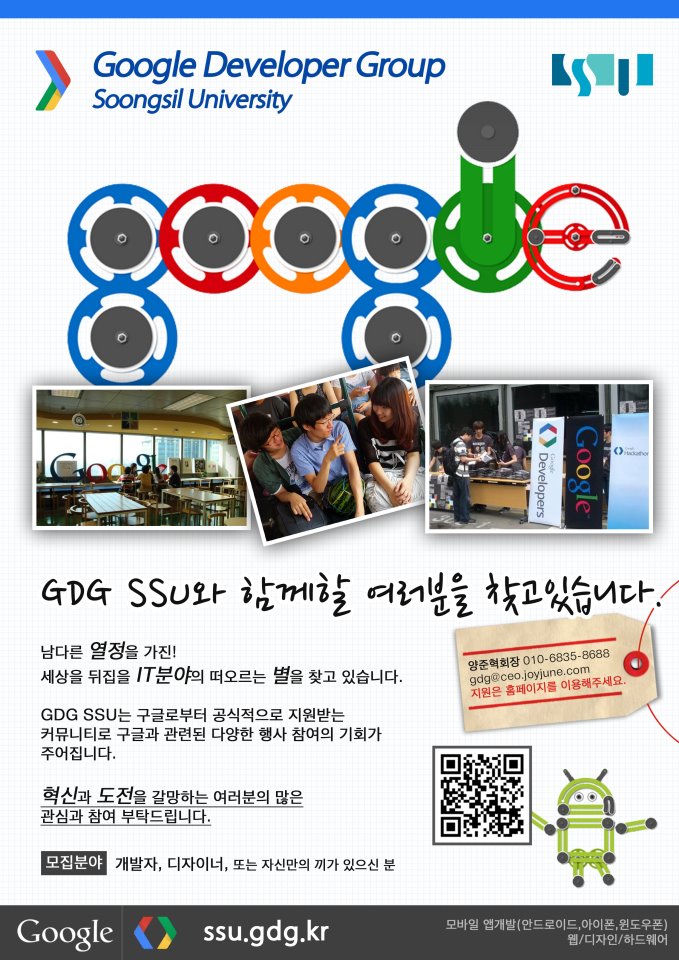 Google Developer Group
Soongsil University
ssu
google
Google
Google Developers
Google
Google Hackathon
GDG SSU와 함께할 여러분을 찾고있습니다.
남다른 열정을 가진!
세상을 뒤집을 IT분야의 떠오르는 별을 찾고 있습니다.
GDG SSU는 구글로부터 공식적으로 지원받는
커뮤니티로 구글과 관련된 다양한 행사 참여의 기회가
주어집니다.
혁신과 도전을 갈망하는 여러분의 많은
관심과 참여 부탁드립니다.
모집분야 개발자, 디자이너, 또는 자신만의 끼가 있으신 분
양준혁회장 010-6835-8688
gdg@ceo.joyjune.com
지원은 홈페이지를 이용해주세요.
Google
ssu.gdg.kr
모바일 앱개발(안드로이드,아이폰,윈도우폰)
웹/디자인/하드웨어